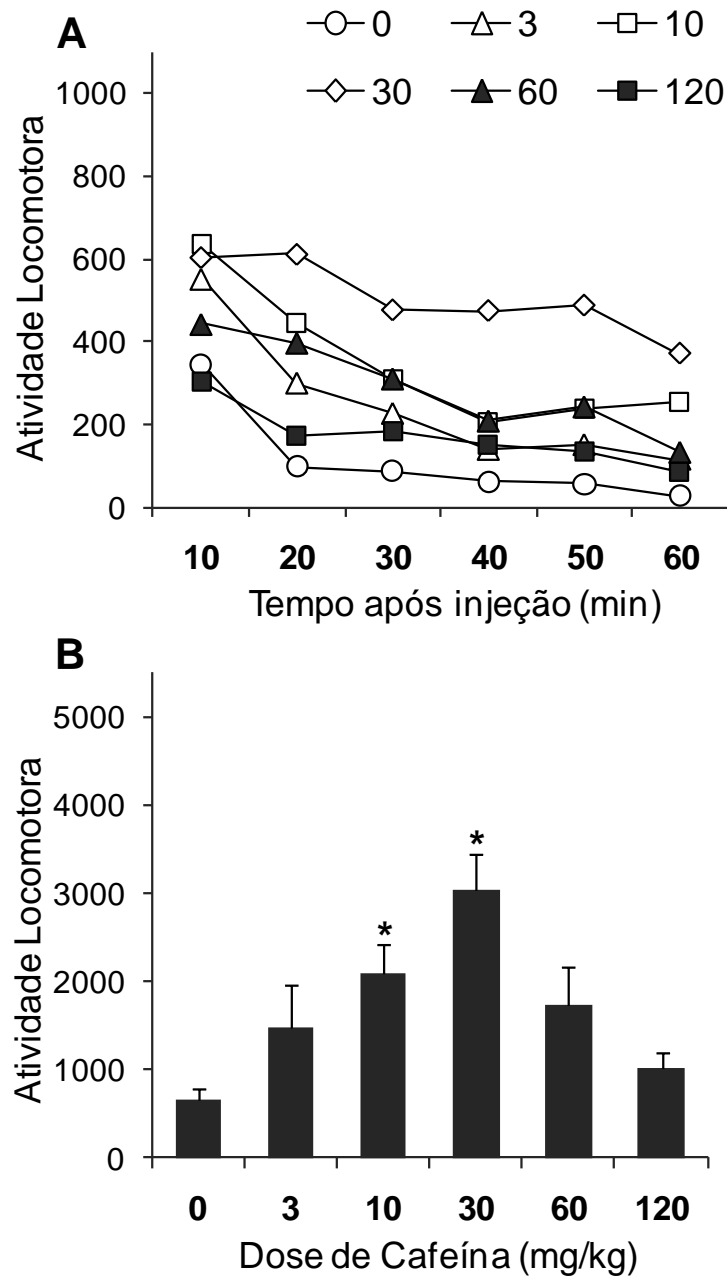 A
0 3 10
30 60 120
1000
800
600
400
200
0
Atividade Locomotora
10 20 30 40 50 60
Tempo após injeção (min)
B
5000
4000
3000
2000
1000
0
Atividade Locomotora
*
*
0 3 10 30 60 120
Dose de Cafeína (mg/kg)